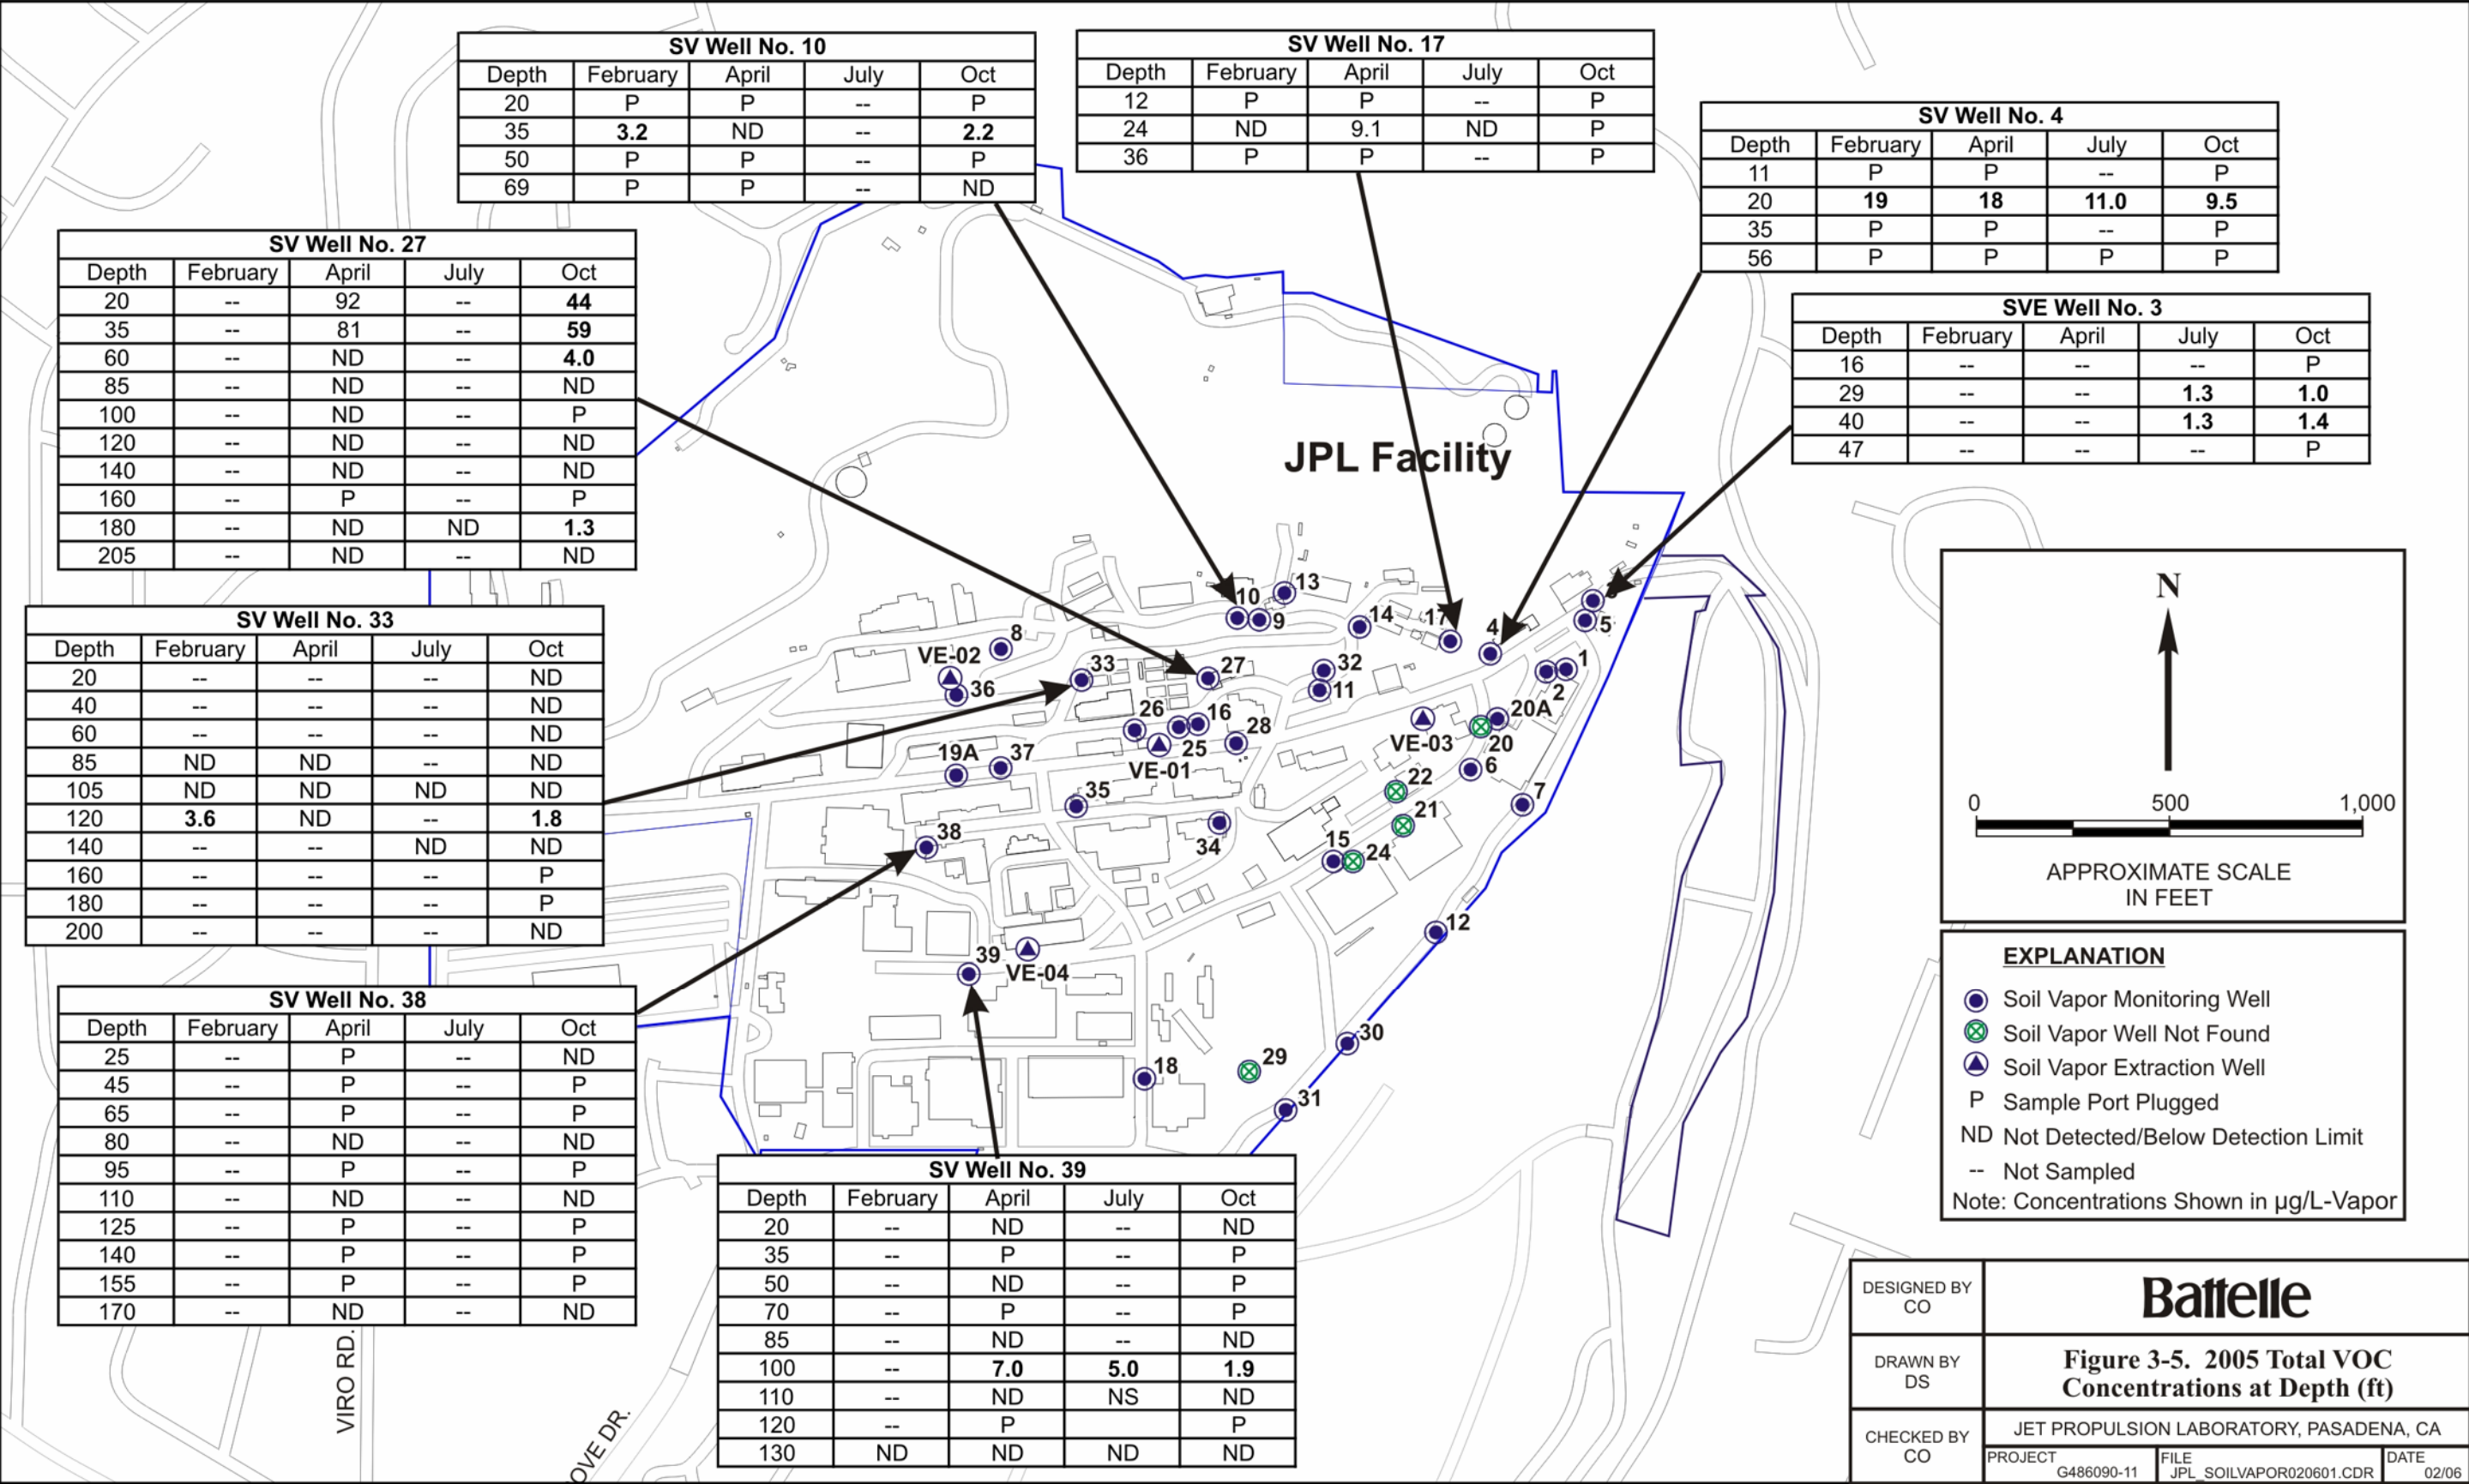 SV Well No. 10
Depth February April July Oct
20 P P -- P
35 3.2 ND -- 2.2
50 P P -- P
69 P P -- ND
SV Well No. 17
Depth February April July Oct
12 P P -- P
24 ND 9.1 ND P
36 P P -- P
SV Well No. 4
Depth February April July Oct
11 P P -- P
20 19 18 11.0 9.5
35 P P -- P
56 P P P P
SV Well No. 27
Depth February April July Oct
20 -- 92 -- 44
35 -- 81 -- 59
60 -- ND -- 4.0
85 -- ND -- ND
100 -- ND -- P
120 -- ND -- ND
140 -- ND -- ND
160 -- P -- P
180 -- ND ND 1.3
205 -- ND -- ND
SVE Well No. 3
Depth February April July Oct
16 -- -- -- P
29 -- -- 1.3 1.0
40 -- -- 1.3 1.4
47 -- -- -- P
JPL Facility
SV Well No. 33
Depth February April July Oct
20 -- -- -- ND
40 -- -- -- ND
60 -- -- -- ND
85 ND ND -- ND
105 ND ND ND ND
120 3.6 ND -- 1.8
140 -- -- ND ND
160 -- -- -- P
180 -- -- -- P
200 -- -- -- ND
13
10
9
14
17
4
5
8
VE-02
36
33
27
32
11
1
2
26
16
25
28
VE-01
20A
20
VE-03
19A
37
6
22
7
35
21
38
34
15
24
12
39
VE-04
30
18
29
31
SV Well No. 38
Depth February April July Oct
25 -- P -- ND
45 -- P -- P
65 -- P -- P
80 -- ND -- ND
95 -- P -- P
110 -- ND -- ND
125 -- P -- P
140 -- P -- P
155 -- P -- P
170 -- ND -- ND
SV Well No. 39
Depth February April July Oct
20 -- ND -- ND
35 -- P -- P
50 -- ND -- P
70 -- P -- P
85 -- ND -- ND
100 -- 7.0 5.0 1.9
110 -- ND NS ND
120 -- P P
130 ND ND ND ND
VIRO RD.
OVE DR.
N
0 500 1,000
APPROXIMATE SCALE
IN FEET
EXPLANATION
Soil Vapor Monitoring Well
Soil Vapor Well Not Found
Soil Vapor Extraction Well
P Sample Port Plugged
ND Not Detected/Below Detection Limit
-- Not Sampled
Note: Concentrations Shown in µg/L-Vapor
DESIGNED BY
CO
Battelle
DRAWN BY
DS
Figure 3-5. 2005 Total VOC
Concentrations at Depth (ft)
CHECKED BY
CO
JET PROPULSION LABORATORY, PASADENA, CA
PROJECT
G486090-11
FILE
JPL_SOILVAPOR020601.CDR
DATE
02/06